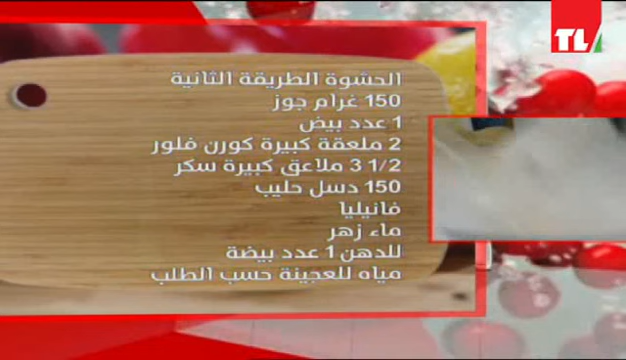 TL
الحشوة الطريقة الثانية
150 غرام جوز
1 عدد بيض
2 ملعقة كبيرة كورن فلور
3 1/2 ملاعق كبيرة سكر
150 دسل حليب
فانيليا
ماء زهر
للدهن 1 عدد بيضة
مياه للعجينة حسب الطلب